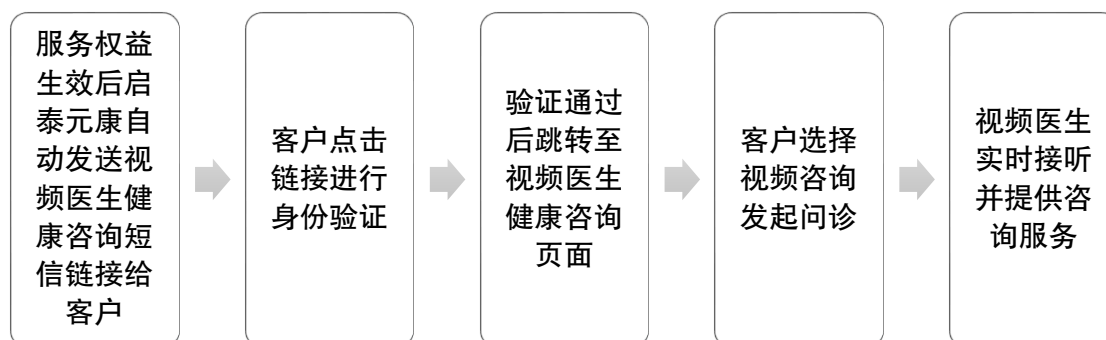 服务权益
生效后启
泰元康自
动发送视
频医生健
康咨询短
信链接给
客户
客户点击
链接进行
身份验证
验证通过
后跳转至
视频医生
健康咨询
页面
客户选择
视频咨询
发起问诊
视频医生
实时接听
并提供咨
询服务